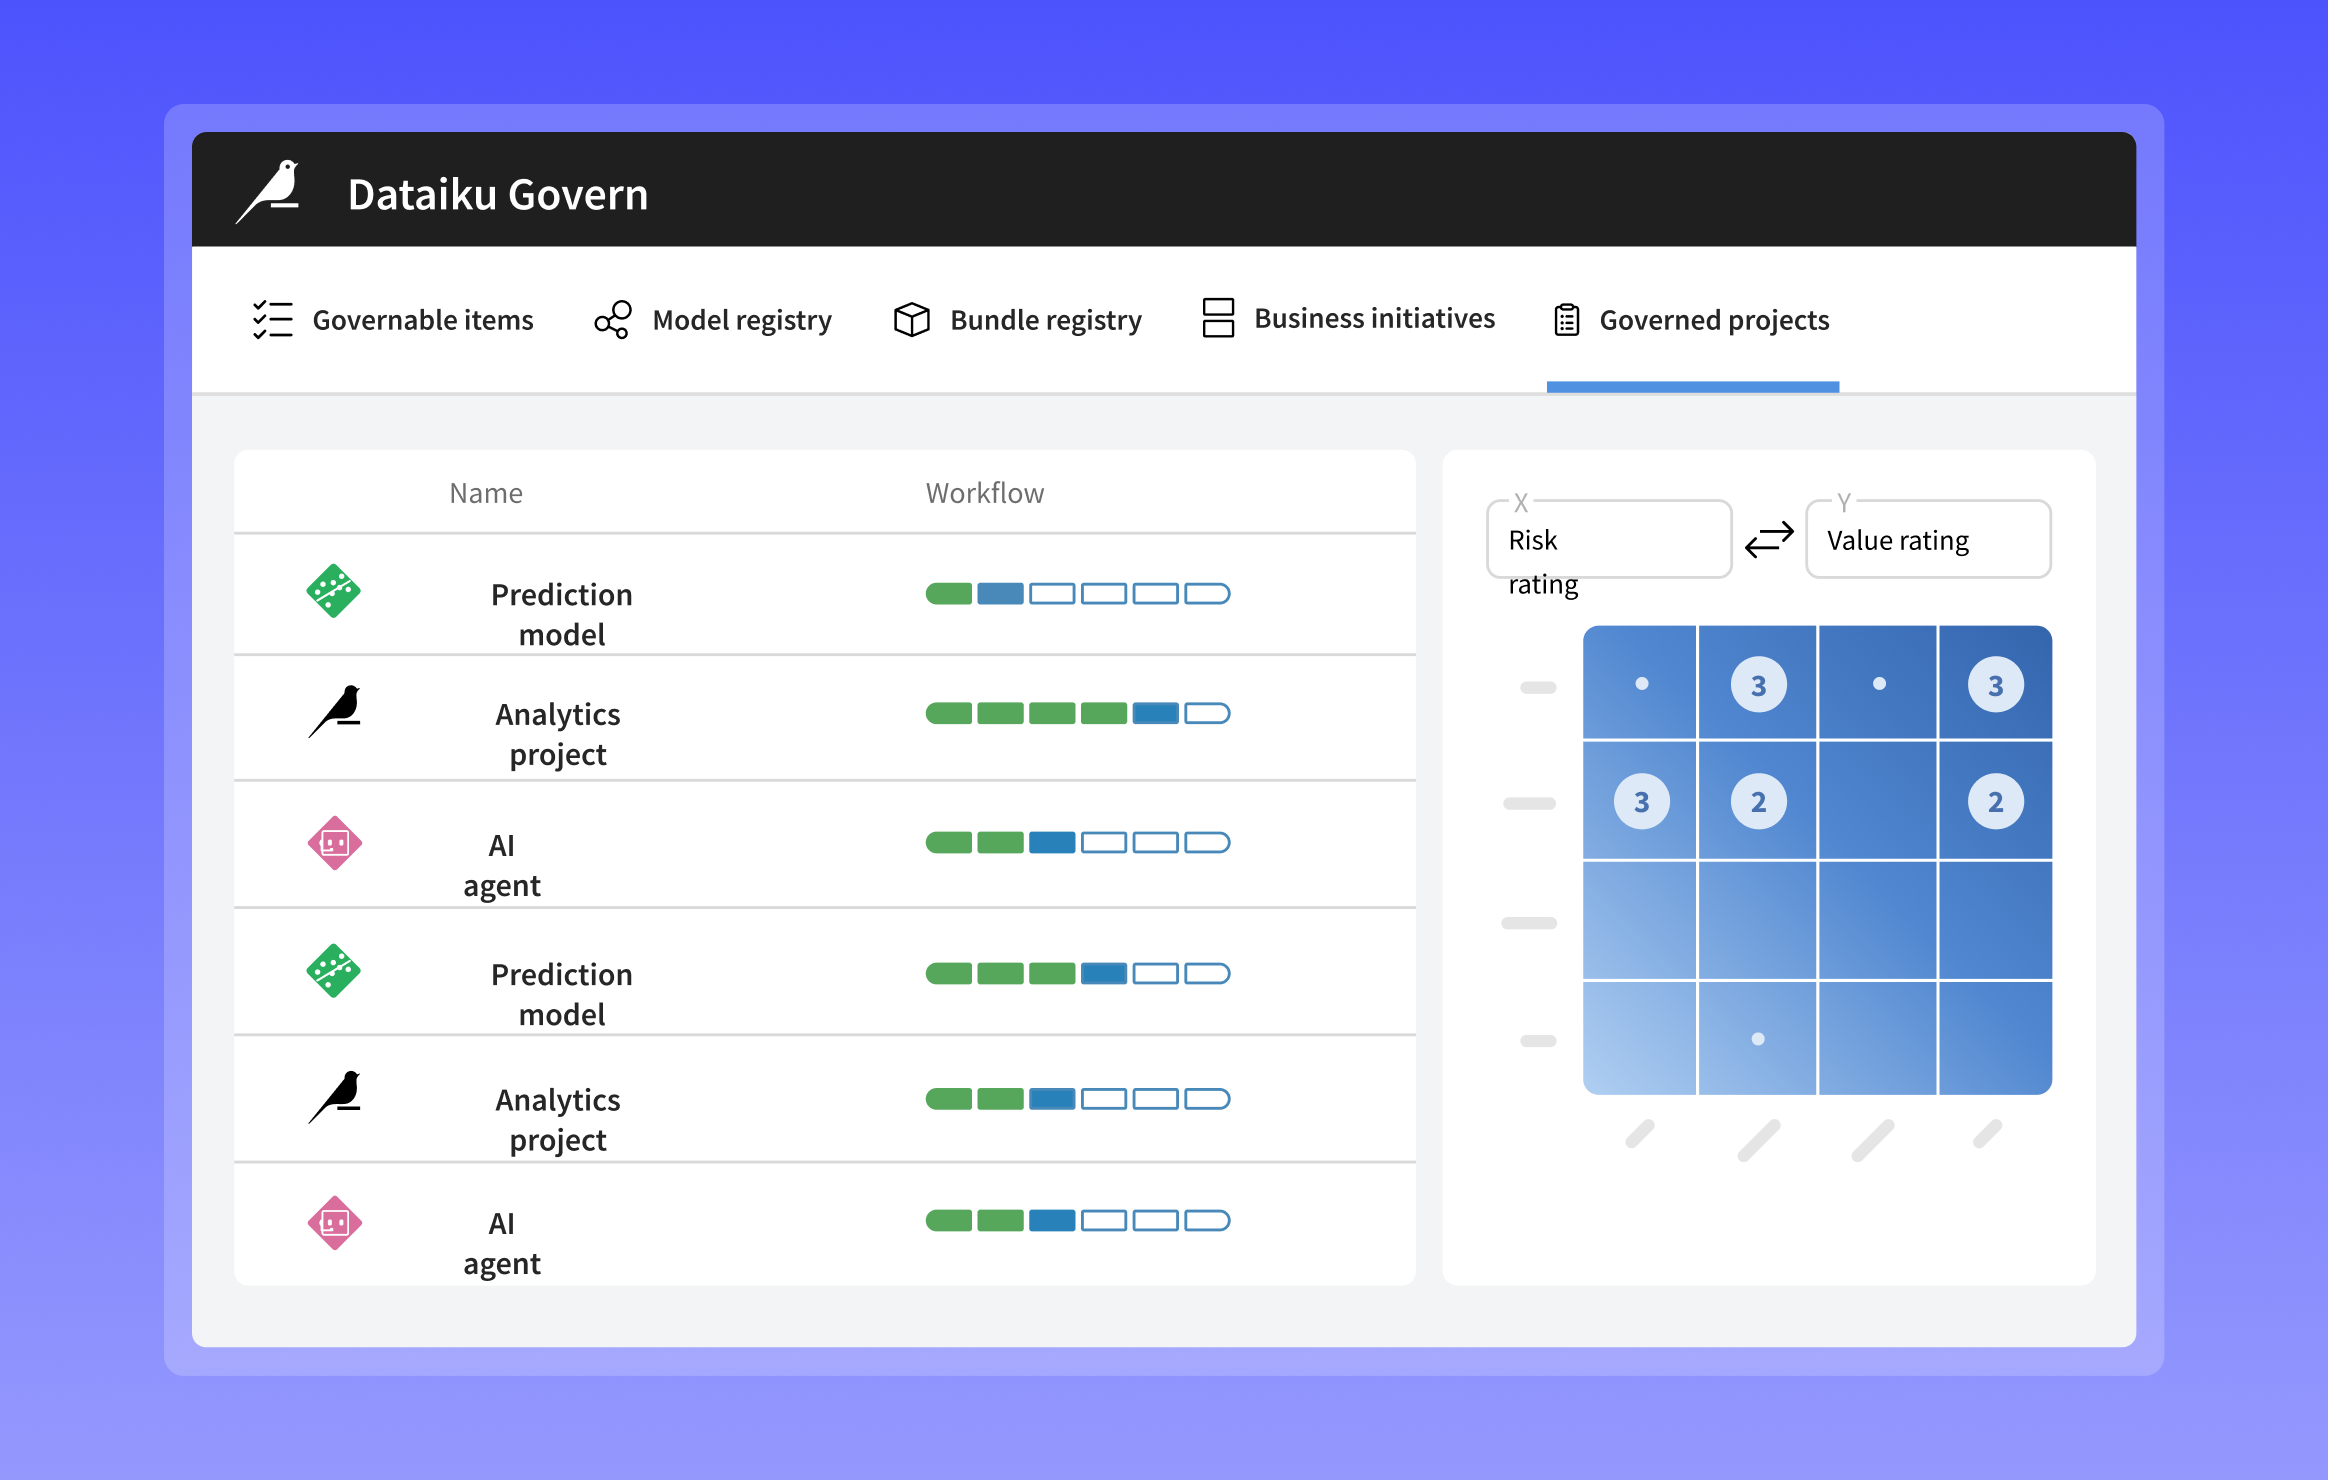 Dataiku Govern
Governable items
Model registry
Bundle registry
Business initiatives
Governed projects
Name
Workflow
Prediction
model
Analytics
project
AI
agent
Prediction
model
Analytics
project
AI
agent
X
Risk
rating
Y
Value rating
3
3
3
2
2